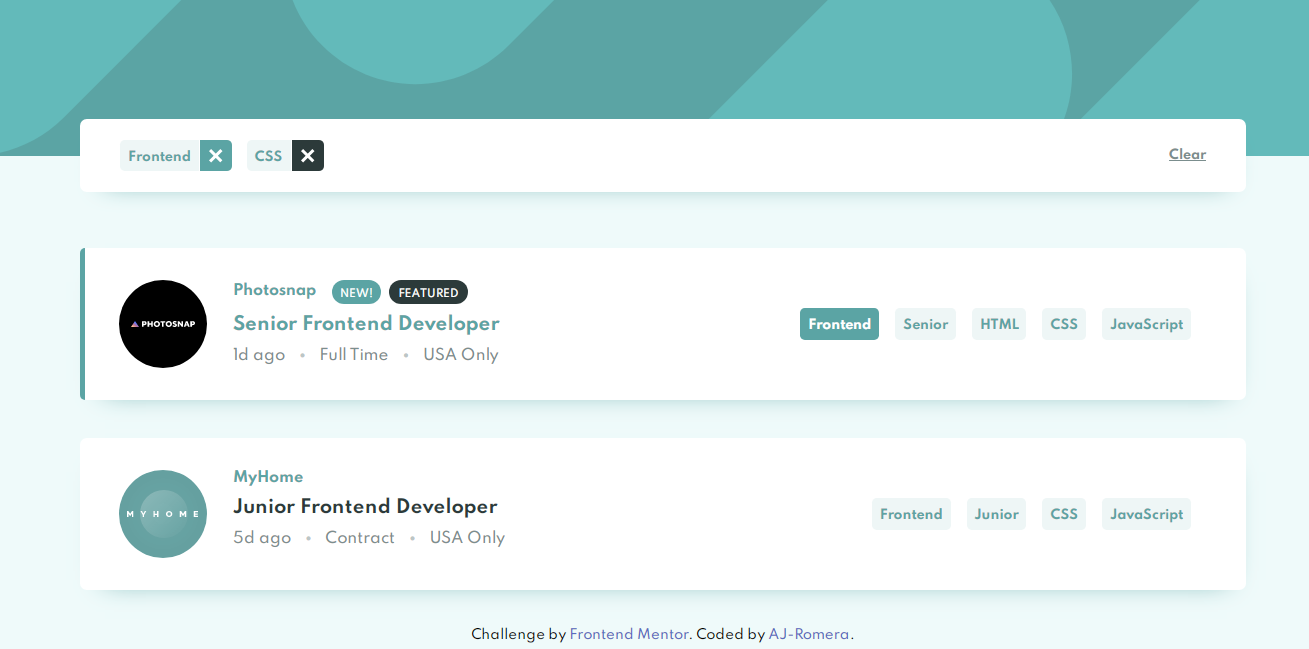 Frontend CSS Clear
Photosnap NEW! FEATURED
PHOTOSNAP
Senior Frontend Developer
1d ago • Full Time • USA Only
Frontend Senior HTML CSS JavaScript
MyHome
MYHOME
Junior Frontend Developer
5d ago • Contract • USA Only
Frontend Junior CSS JavaScript
Challenge by Frontend Mentor. Coded by AJ-Romera.